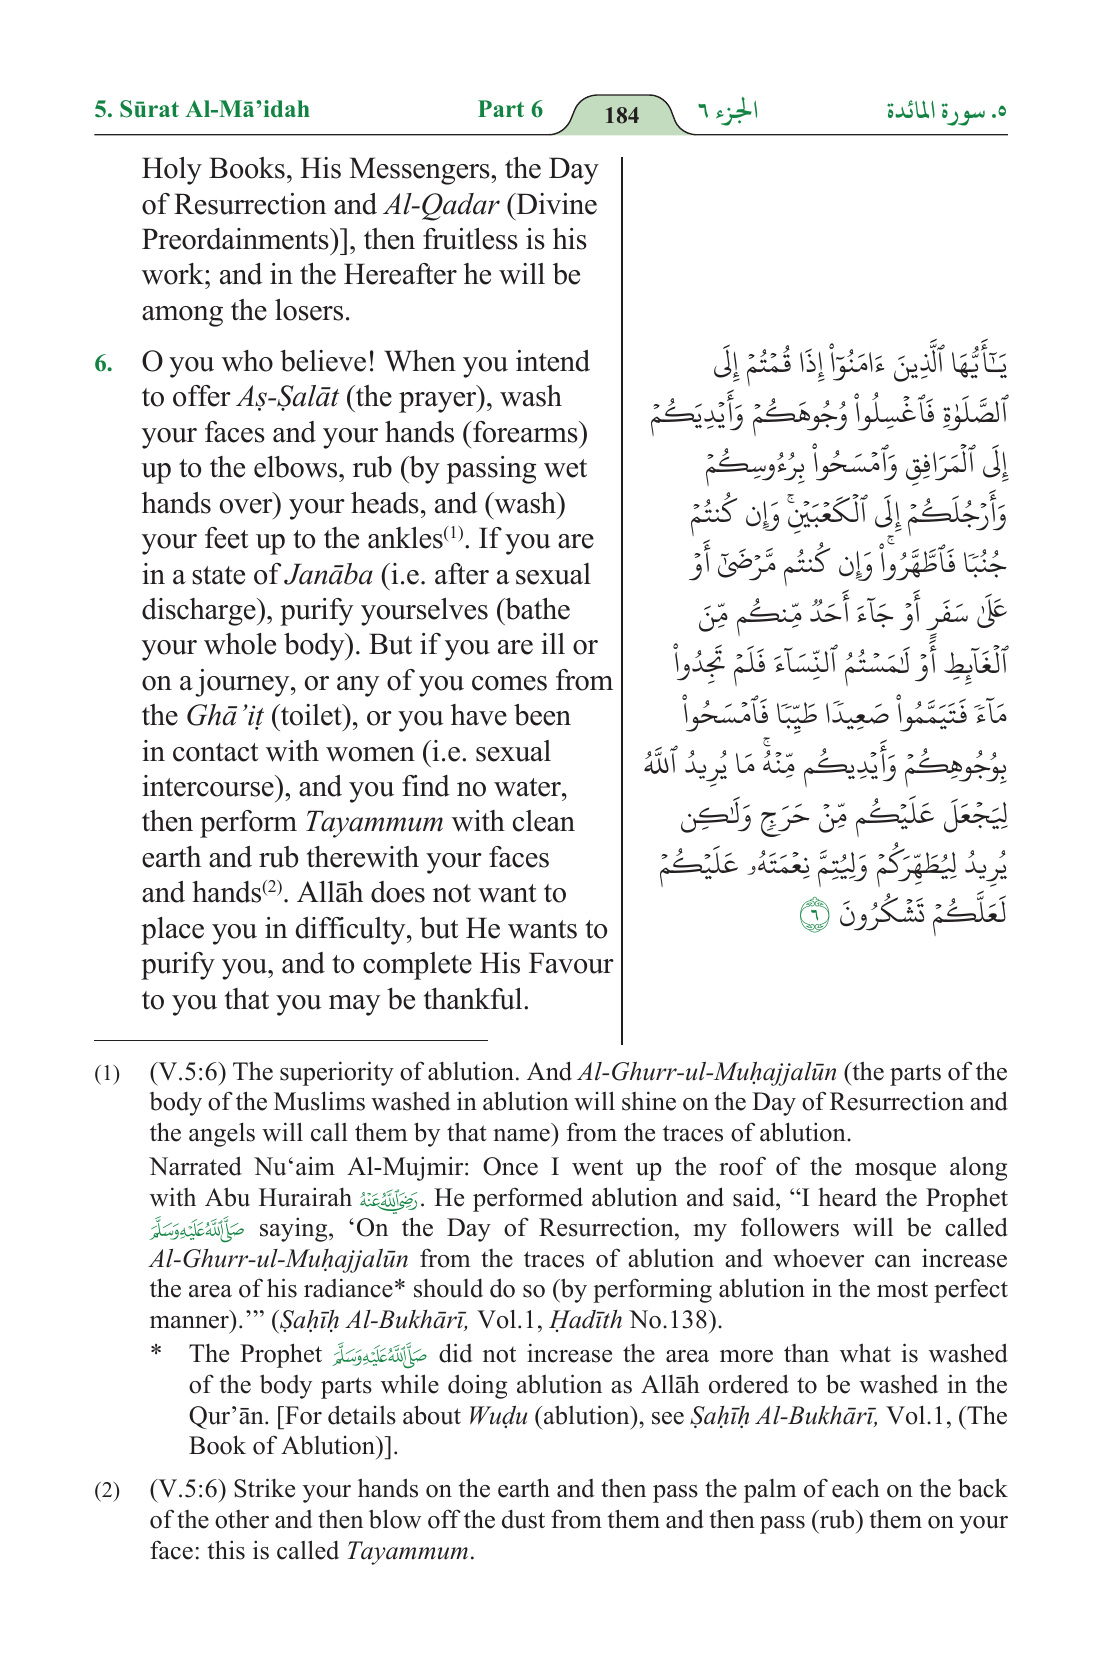 5. Sūrat Al-Mā’idah Part 6 184 الجزء ٦ ٥. سورة المائدة
Holy Books, His Messengers, the Day
of Resurrection and Al-Qadar (Divine
Preordainments)], then fruitless is his
work; and in the Hereafter he will be
among the losers.
6. O you who believe! When you intend
to offer Aṣ-Ṣalāt (the prayer), wash
your faces and your hands (forearms)
up to the elbows, rub (by passing wet
hands over) your heads, and (wash)
your feet up to the ankles(1). If you are
in a state of Janāba (i.e. after a sexual
discharge), purify yourselves (bathe
your whole body). But if you are ill or
on a journey, or any of you comes from
the Ghā’iṭ (toilet), or you have been
in contact with women (i.e. sexual
intercourse), and you find no water,
then perform Tayammum with clean
earth and rub therewith your faces
and hands(2). Allāh does not want to
place you in difficulty, but He wants to
purify you, and to complete His Favour
to you that you may be thankful.
يَـٰٓأَيُّهَا ٱلَّذِينَ ءَامَنُوٓا۟ إِذَا قُمْتُمْ إِلَى
ٱلصَّلَوٰةِ فَٱغْسِلُوا۟ وُجُوهَكُمْ وَأَيْدِيَكُمْ
إِلَى ٱلْمَرَافِقِ وَٱمْسَحُوا۟ بِرُءُوسِكُمْ
وَأَرْجُلَكُمْ إِلَى ٱلْكَعْبَيْنِ ۚ وَإِن كُنتُمْ
جُنُبًا فَٱطَّهَّرُوا۟ ۚ وَإِن كُنتُم مَّرْضَىٰٓ أَوْ
عَلَىٰ سَفَرٍ أَوْ جَآءَ أَحَدٌ مِّنكُم مِّنَ
ٱلْغَآئِطِ أَوْ لَـٰمَسْتُمُ ٱلنِّسَآءَ فَلَمْ تَجِدُوا۟
مَآءً فَتَيَمَّمُوا۟ صَعِيدًا طَيِّبًا فَٱمْسَحُوا۟
بِوُجُوهِكُمْ وَأَيْدِيكُم مِّنْهُ ۚ مَا يُرِيدُ ٱللَّهُ
لِيَجْعَلَ عَلَيْكُم مِّنْ حَرَجٍ وَلَـٰكِن
يُرِيدُ لِيُطَهِّرَكُمْ وَلِيُتِمَّ نِعْمَتَهُۥ عَلَيْكُمْ
لَعَلَّكُمْ تَشْكُرُونَ ٦
(1) (V.5:6) The superiority of ablution. And Al-Ghurr-ul-Muḥajjalūn (the parts of the
body of the Muslims washed in ablution will shine on the Day of Resurrection and
the angels will call them by that name) from the traces of ablution.
Narrated Nu‘aim Al-Mujmir: Once I went up the roof of the mosque along
with Abu Hurairah رَضِيَ اللَّهُ عَنْهُ. He performed ablution and said, “I heard the Prophet
صَلَّى اللَّهُ عَلَيْهِ وَسَلَّمَ saying, ‘On the Day of Resurrection, my followers will be called
Al-Ghurr-ul-Muḥajjalūn from the traces of ablution and whoever can increase
the area of his radiance* should do so (by performing ablution in the most perfect
manner).’” (Ṣaḥīḥ Al-Bukhārī, Vol.1, Ḥadīth No.138).
* The Prophet صَلَّى اللَّهُ عَلَيْهِ وَسَلَّمَ did not increase the area more than what is washed
of the body parts while doing ablution as Allāh ordered to be washed in the
Qur’ān. [For details about Wuḍu (ablution), see Ṣaḥīḥ Al-Bukhārī, Vol.1, (The
Book of Ablution)].
(2) (V.5:6) Strike your hands on the earth and then pass the palm of each on the back
of the other and then blow off the dust from them and then pass (rub) them on your
face: this is called Tayammum.